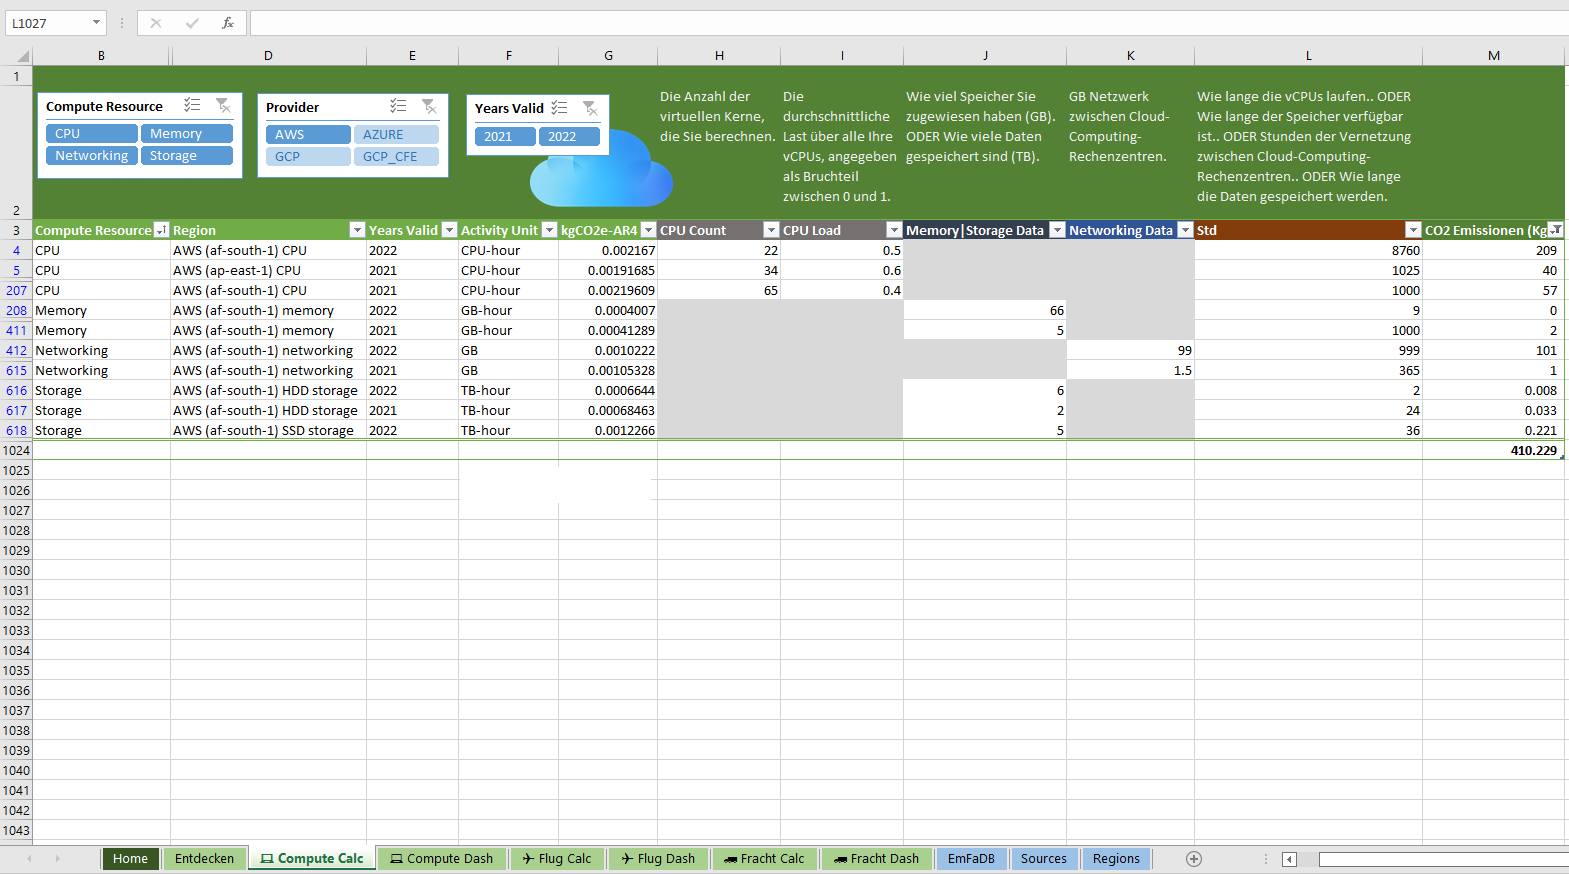 L1027
fx
B D E F G H I J K L M
1
Compute Resource
CPU Memory
Networking Storage
Provider
AWS AZURE
GCP GCP_CFE
Years Valid
2021 2022
Die Anzahl der
virtuellen Kerne,
die Sie berechnen.
Die
durchschnittliche
Last über alle Ihre
vCPUs, angegeben
als Bruchteil
zwischen 0 und 1.
Wie viel Speicher Sie
zugewiesen haben (GB).
ODER Wie viele Daten
gespeichert sind (TB).
GB Netzwerk
zwischen Cloud-
Computing-
Rechenzentren.
Wie lange die vCPUs laufen.. ODER
Wie lange der Speicher verfügbar
ist.. ODER Stunden der Vernetzung
zwischen Cloud-Computing-
Rechenzentren.. ODER Wie lange
die Daten gespeichert werden.
2
3 Compute Resource Region Years Valid Activity Unit kgCO2e-AR4 CPU Count CPU Load Memory|Storage Data Networking Data Std CO2 Emissionen (Kg
4 CPU AWS (af-south-1) CPU 2022 CPU-hour 0.002167 22 0.5 8760 209
5 CPU AWS (ap-east-1) CPU 2021 CPU-hour 0.00191685 34 0.6 1025 40
207 CPU AWS (af-south-1) CPU 2021 CPU-hour 0.00219609 65 0.4 1000 57
208 Memory AWS (af-south-1) memory 2022 GB-hour 0.0004007 66 9 0
411 Memory AWS (af-south-1) memory 2021 GB-hour 0.00041289 5 1000 2
412 Networking AWS (af-south-1) networking 2022 GB 0.0010222 99 999 101
615 Networking AWS (af-south-1) networking 2021 GB 0.00105328 1.5 365 1
616 Storage AWS (af-south-1) HDD storage 2022 TB-hour 0.0006644 6 2 0.008
617 Storage AWS (af-south-1) HDD storage 2021 TB-hour 0.00068463 2 24 0.033
618 Storage AWS (af-south-1) SSD storage 2022 TB-hour 0.0012266 5 36 0.221
1024 410.229
1025
1026
1027
1028
1029
1030
1031
1032
1033
1034
1035
1036
1037
1038
1039
1040
1041
1042
1043
Home Entdecken Compute Calc Compute Dash Flug Calc Flug Dash Fracht Calc Fracht Dash EmFaDB Sources Regions